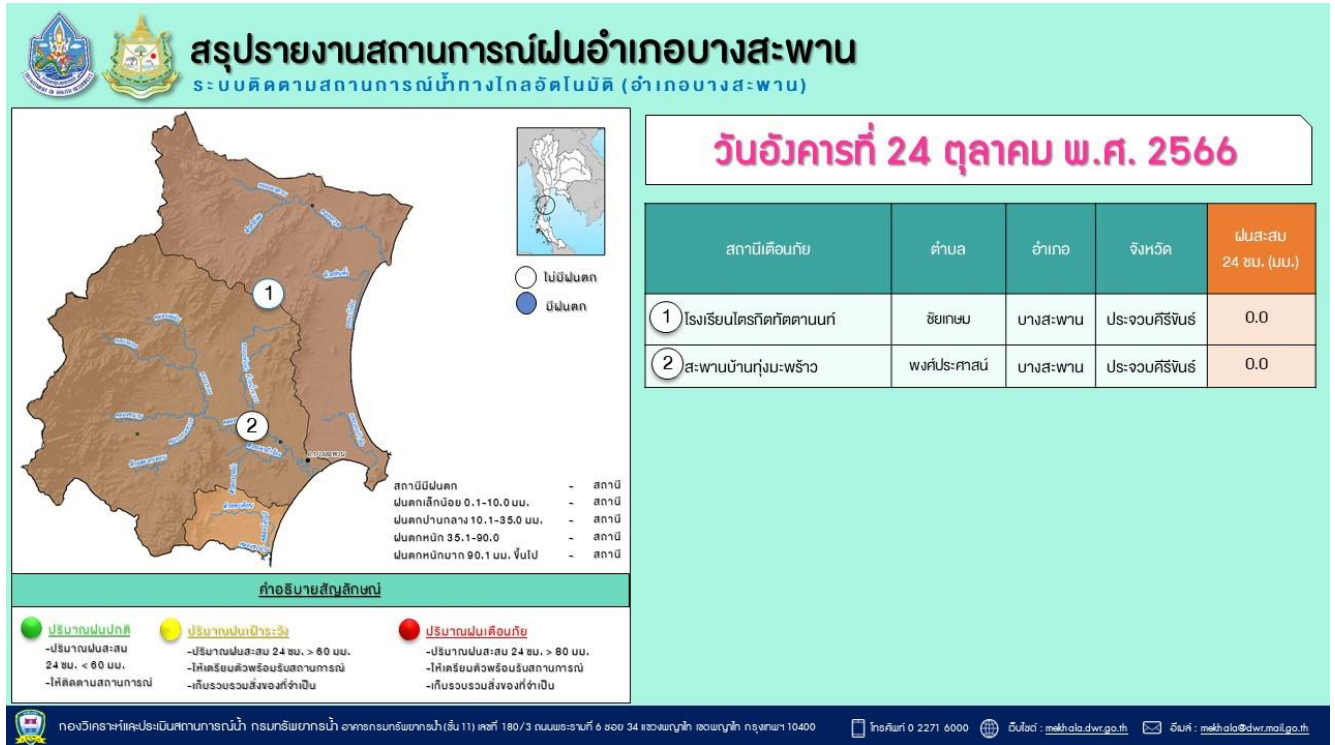 สรุปรายงานสถานการณ์ฝนอำเภอบางสะพาน
ระบบติดตามสถานการณ์น้ำทางไกลอัตโนมัติ (อำเภอบางสะพาน)
วันอังคารที่ 24 ตุลาคม พ.ศ. 2566
สถานีเตือนภัย ตำบล อำเภอ จังหวัด ฝนสะสม
24 ชม. (มม.)
1 โรงเรียนไตรกิตทัตตานนท์ ชัยเกษม บางสะพาน ประจวบคีรีขันธ์ 0.0
2 สะพานบ้านทุ่งมะพร้าว พงศ์ประศาสน์ บางสะพาน ประจวบคีรีขันธ์ 0.0
ไม่มีฝนตก
มีฝนตก
1
2
สถานีมีฝนตก - สถานี
ฝนตกเล็กน้อย 0.1-10.0 มม. - สถานี
ฝนตกปานกลาง 10.1-35.0 มม. - สถานี
ฝนตกหนัก 35.1-90.0 - สถานี
ฝนตกหนักมาก 90.1 มม. ขึ้นไป - สถานี
คำอธิบายสัญลักษณ์
ปริมาณฝนปกติ
-ปริมาณฝนสะสม
24 ชม. < 60 มม.
-ให้ติดตามสถานการณ์
ปริมาณฝนเฝ้าระวัง
-ปริมาณฝนสะสม 24 ชม. > 60 มม.
-ให้เตรียมตัวพร้อมรับสถานการณ์
-เก็บรวบรวมสิ่งของที่จำเป็น
ปริมาณฝนเตือนภัย
-ปริมาณฝนสะสม 24 ชม. > 80 มม.
-ให้เตรียมตัวพร้อมรับสถานการณ์
-เก็บรวบรวมสิ่งของที่จำเป็น
กองวิเคราะห์และประเมินสถานการณ์น้ำ กรมทรัพยากรน้ำ อาคารกรมทรัพยากรน้ำ (ชั้น 11) เลขที่ 180/3 ถนนพระรามที่ 6 ซอย 34 แขวงพญาไท เขตพญาไท กรุงเทพฯ 10400 โทรศัพท์ 0 2271 6000 เว็บไซต์ : mekhala.dwr.go.th อีเมล์ : mekhala@dwr.mail.go.th